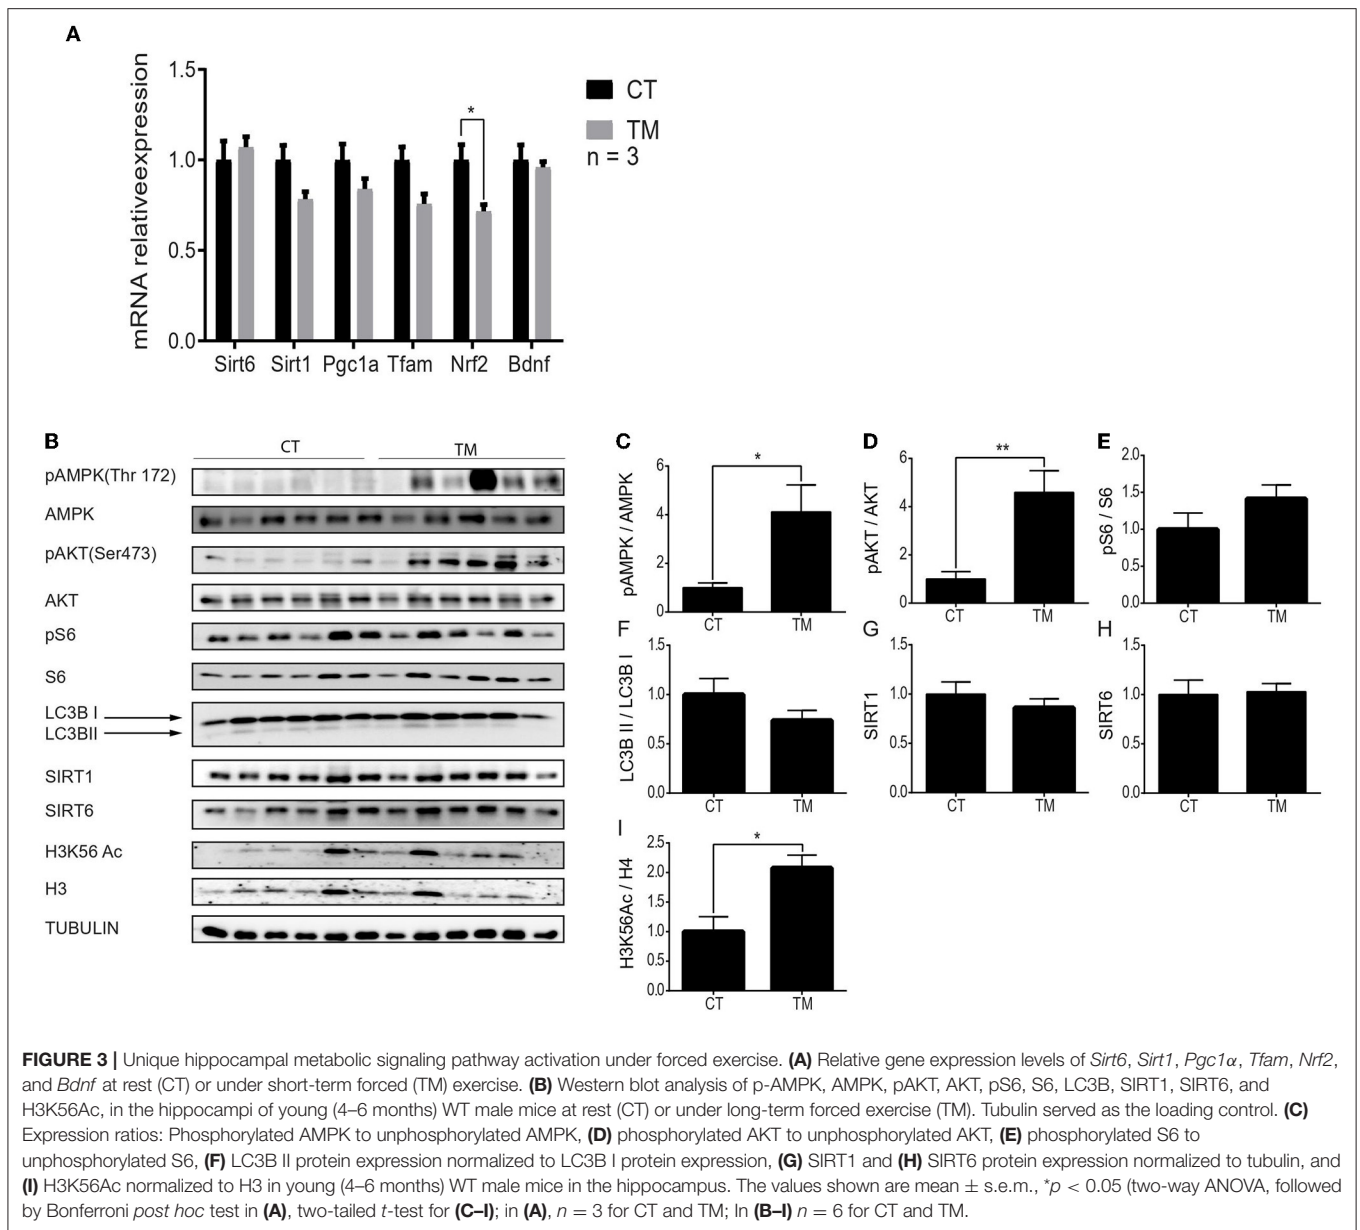 A
mRNA relativeexpression
1.5
1.0
0.5
0.0
*
CT
TM
n = 3
Sirt6 Sirt1 Pgc1a Tfam Nrf2 Bdnf
B
CT TM
pAMPK(Thr 172)
AMPK
pAKT(Ser473)
AKT
pS6
S6
LC3B I
LC3BII
SIRT1
SIRT6
H3K56 Ac
H3
TUBULIN
C
pAMPK / AMPK
6
4
2
0
*
CT TM
D
pAKT / AKT
6
4
2
0
**
CT TM
E
pS6 / S6
2.0
1.5
1.0
0.5
0.0
CT TM
F
LC3B II / LC3B I
1.5
1.0
0.5
0.0
CT TM
G
SIRT1
1.5
1.0
0.5
0.0
CT TM
H
SIRT6
1.5
1.0
0.5
0.0
CT TM
I
H3K56Ac / H4
2.5
2.0
1.5
1.0
0.5
0.0
*
CT TM
FIGURE 3 | Unique hippocampal metabolic signaling pathway activation under forced exercise. (A) Relative gene expression levels of Sirt6, Sirt1, Pgc1α, Tfam, Nrf2,
and Bdnf at rest (CT) or under short-term forced (TM) exercise. (B) Western blot analysis of p-AMPK, AMPK, pAKT, AKT, pS6, S6, LC3B, SIRT1, SIRT6, and
H3K56Ac, in the hippocampi of young (4–6 months) WT male mice at rest (CT) or under long-term forced exercise (TM). Tubulin served as the loading control. (C)
Expression ratios: Phosphorylated AMPK to unphosphorylated AMPK, (D) phosphorylated AKT to unphosphorylated AKT, (E) phosphorylated S6 to
unphosphorylated S6, (F) LC3B II protein expression normalized to LC3B I protein expression, (G) SIRT1 and (H) SIRT6 protein expression normalized to tubulin, and
(I) H3K56Ac normalized to H3 in young (4–6 months) WT male mice in the hippocampus. The values shown are mean ± s.e.m., *p < 0.05 (two-way ANOVA, followed
by Bonferroni post hoc test in (A), two-tailed t-test for (C–I); in (A), n = 3 for CT and TM; In (B–I) n = 6 for CT and TM.